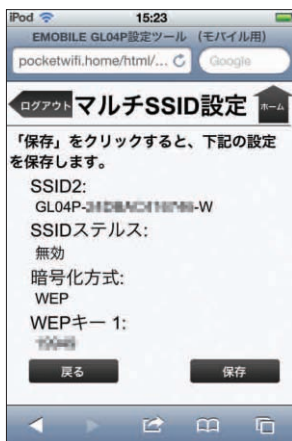 iPod 15:23
EMOBILE GL04P設定ツール （モバイル用）
pocketwifi.home/html/... Google
ログアウト マルチSSID設定 ホーム
「保存」をクリックすると、下記の設定
を保存します。
SSID2:
GL04P- -W
SSIDステルス:
無効
暗号化方式:
WEP
WEPキー 1:
戻る 保存